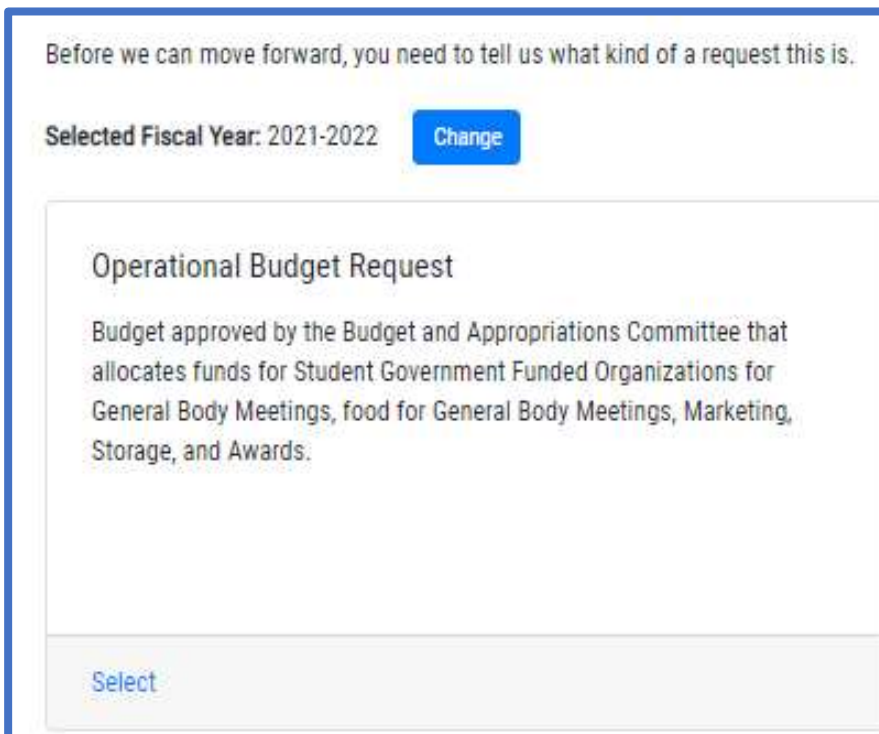 Before we can move forward, you need to tell us what kind of a request this is.
Selected Fiscal Year: 2021-2022 Change
Operational Budget Request
Budget approved by the Budget and Appropriations Committee that
allocates funds for Student Government Funded Organizations for
General Body Meetings, food for General Body Meetings, Marketing,
Storage, and Awards.
Select